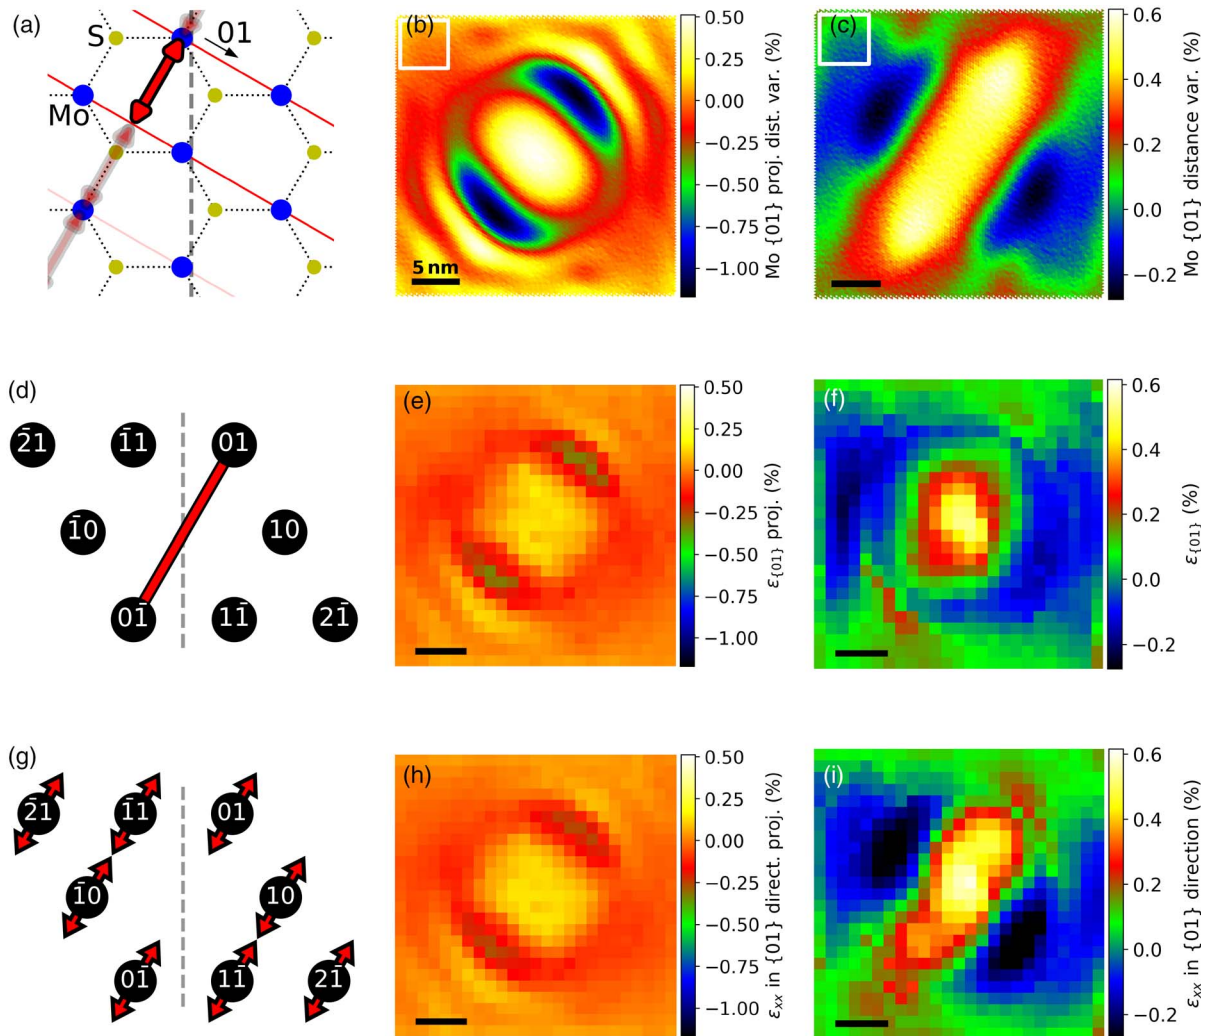 (a)
S
01
Mo
(b)
5 nm
0.50
0.25
0.00
−0.25
−0.50
−0.75
−1.00
Mo {01} proj. dist. var. (%)
(c)
0.6
0.4
0.2
0.0
−0.2
Mo {01} distance var. (%)
(d)
2̄1
1̄1
01
1̄0
10
01̄
11̄
21̄
(e)
0.50
0.25
0.00
−0.25
−0.50
−0.75
−1.00
ε{01} proj. (%)
(f)
0.6
0.4
0.2
0.0
−0.2
ε{01} (%)
(g)
2̄1
1̄1
01
1̄0
10
01̄
11̄
21̄
(h)
0.50
0.25
0.00
−0.25
−0.50
−0.75
−1.00
εxx in {01} direct. proj. (%)
(i)
0.6
0.4
0.2
0.0
−0.2
εxx in {01} direction (%)